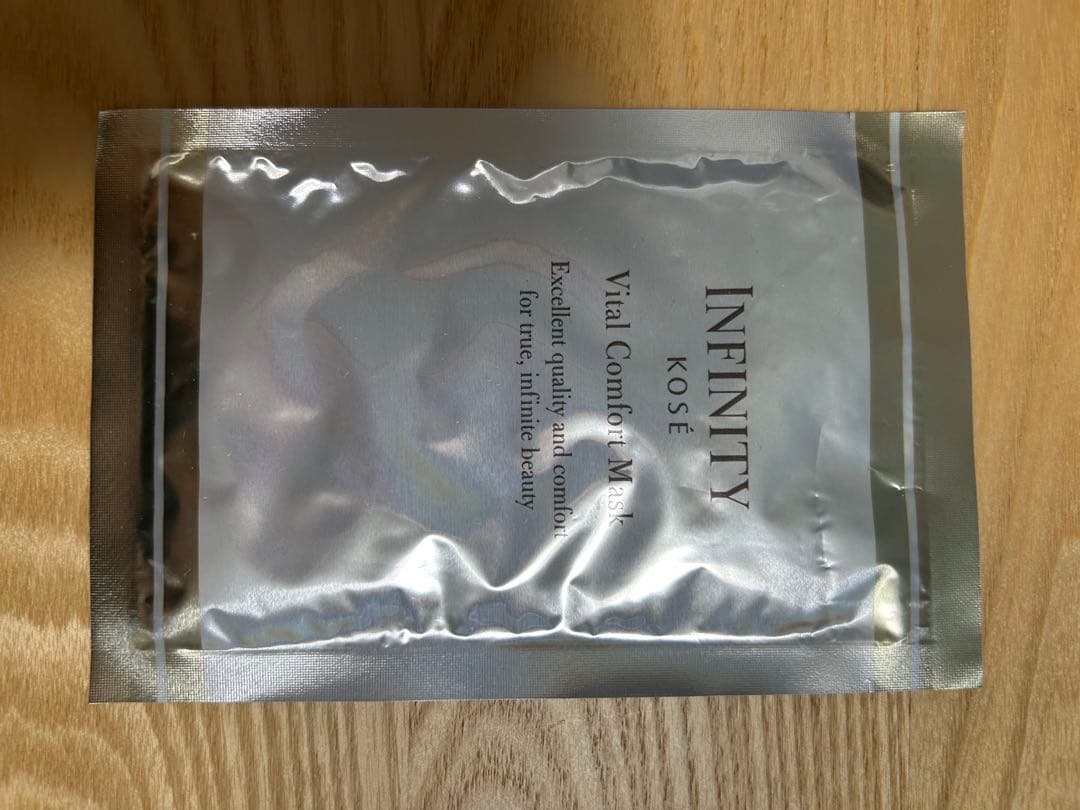 INFINITY
KOSÉ
Vital Comfort Mask
Excellent quality and comfort
for true, infinite beauty